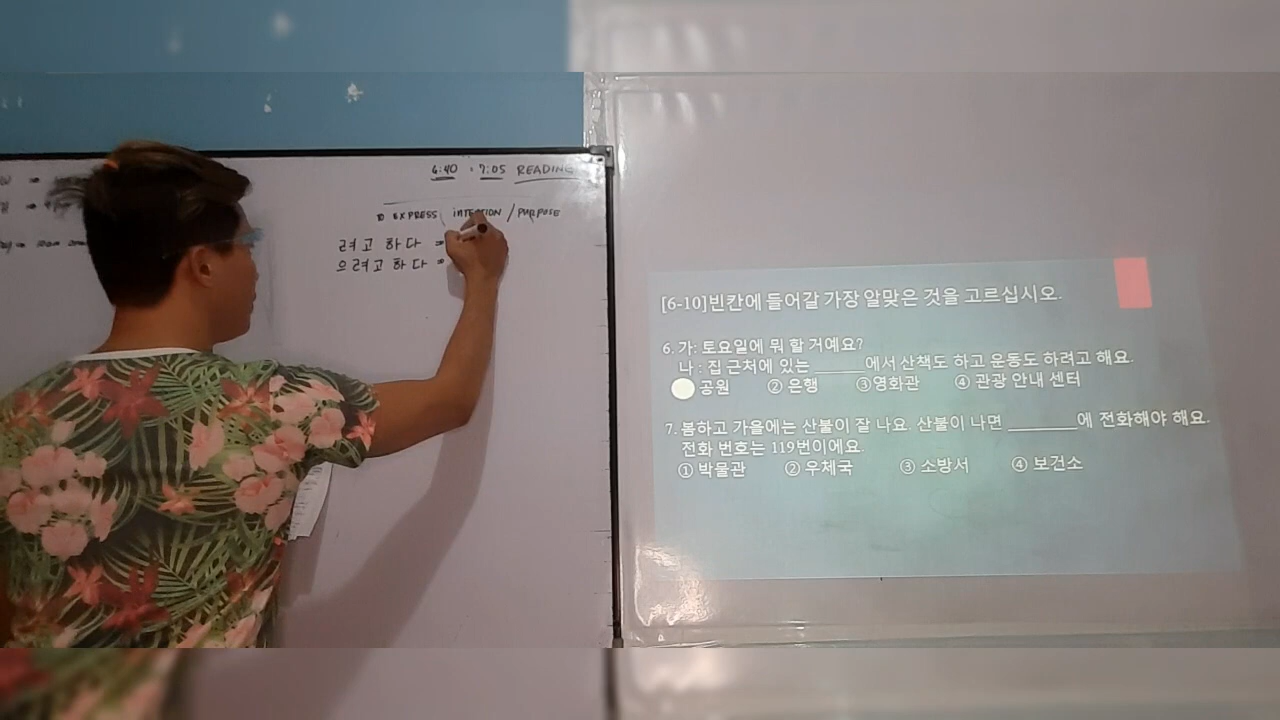 6:40 - 7:05 READING
EXPRESS INTENTION / PURPOSE
려고 하다 ⇒
으려고 하다 ⇒
[6-10]빈칸에 들어갈 가장 알맞은 것을 고르십시오.
6. 가: 토요일에 뭐 할 거예요?
나 : 집 근처에 있는 ______에서 산책도 하고 운동도 하려고 해요.
공원 ② 은행 ③영화관 ④ 관광 안내 센터
7. 봄하고 가을에는 산불이 잘 나요. 산불이 나면 ________에 전화해야 해요.
전화 번호는 119번이에요.
① 박물관 ② 우체국 ③ 소방서 ④ 보건소